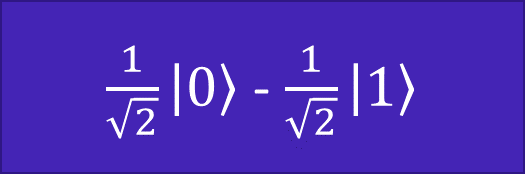 1/√2 |0⟩ - 1/√2 |1⟩